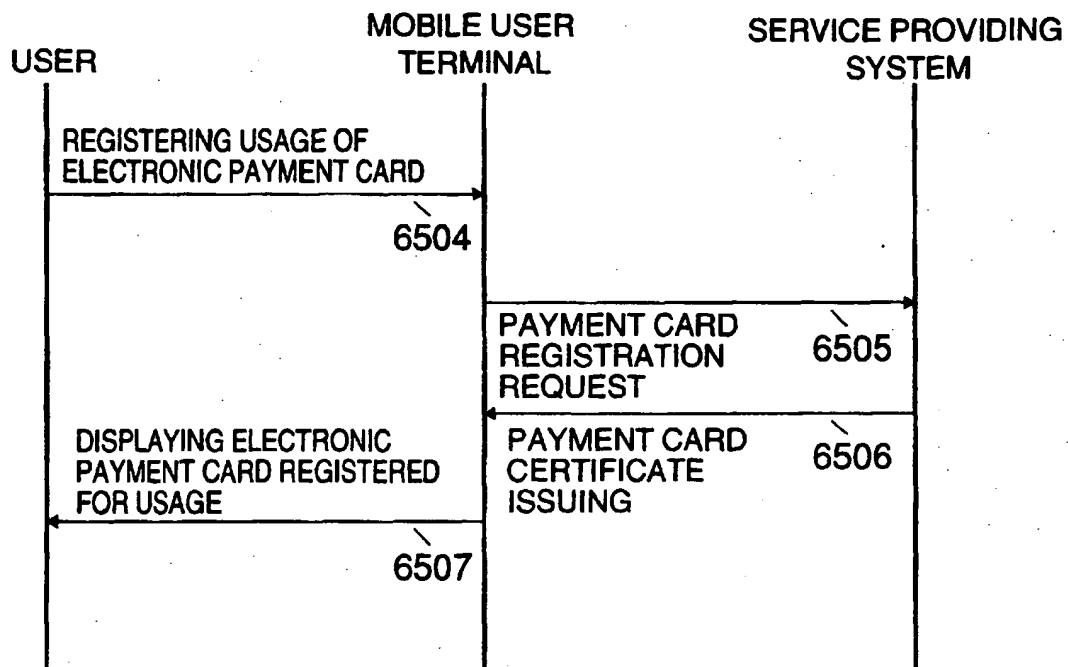 USER
MOBILE USER
TERMINAL
SERVICE PROVIDING
SYSTEM
REGISTERING USAGE OF
ELECTRONIC PAYMENT CARD
6504
PAYMENT CARD
REGISTRATION
REQUEST
6505
PAYMENT CARD
CERTIFICATE
ISSUING
6506
DISPLAYING ELECTRONIC
PAYMENT CARD REGISTERED
FOR USAGE
6507